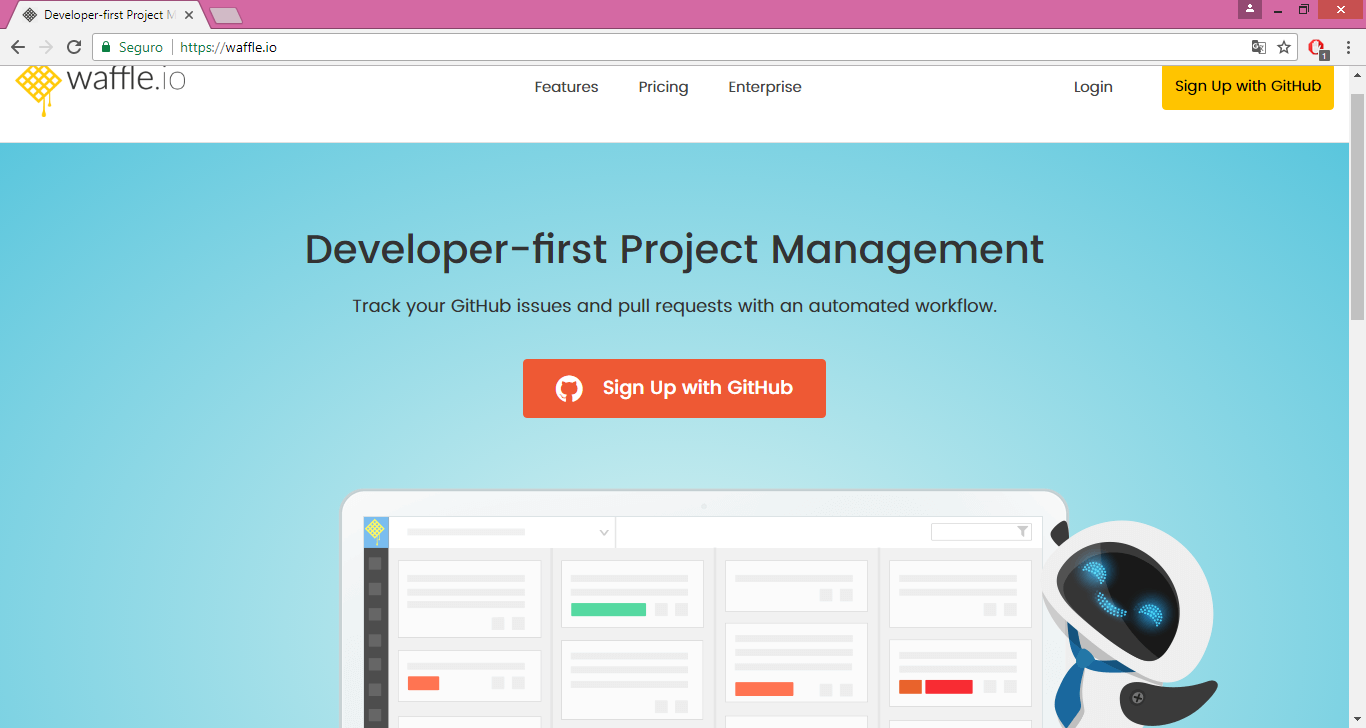 Developer-first Project M
Seguro
https://waffle.io
1
waffle.io
Features
Pricing
Enterprise
Login
Sign Up with GitHub
Developer-first Project Management
Track your GitHub issues and pull requests with an automated workflow.
Sign Up with GitHub